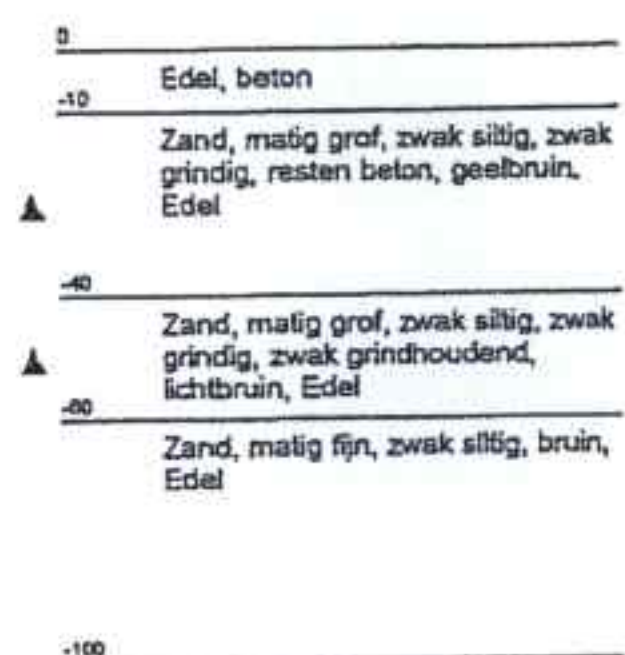 0
Edel, beton
-10
Zand, matig grof, zwak siltig, zwak
grindig, resten beton, geelbruin,
Edel
-40
Zand, matig grof, zwak siltig, zwak
grindig, zwak grindhoudend,
lichtbruin, Edel
-60
Zand, matig fijn, zwak siltig, bruin,
Edel
-100